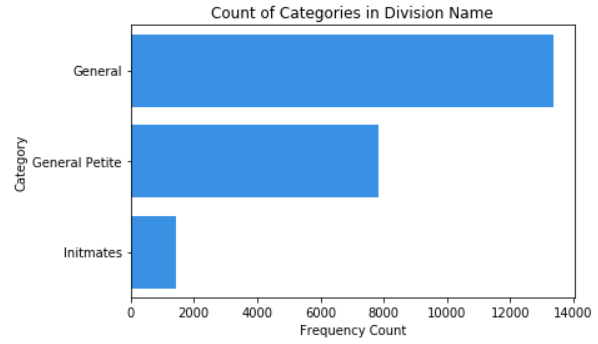 Count of Categories in Division Name
General
General Petite
Initmates
Category
0 2000 4000 6000 8000 10000 12000 14000
Frequency Count